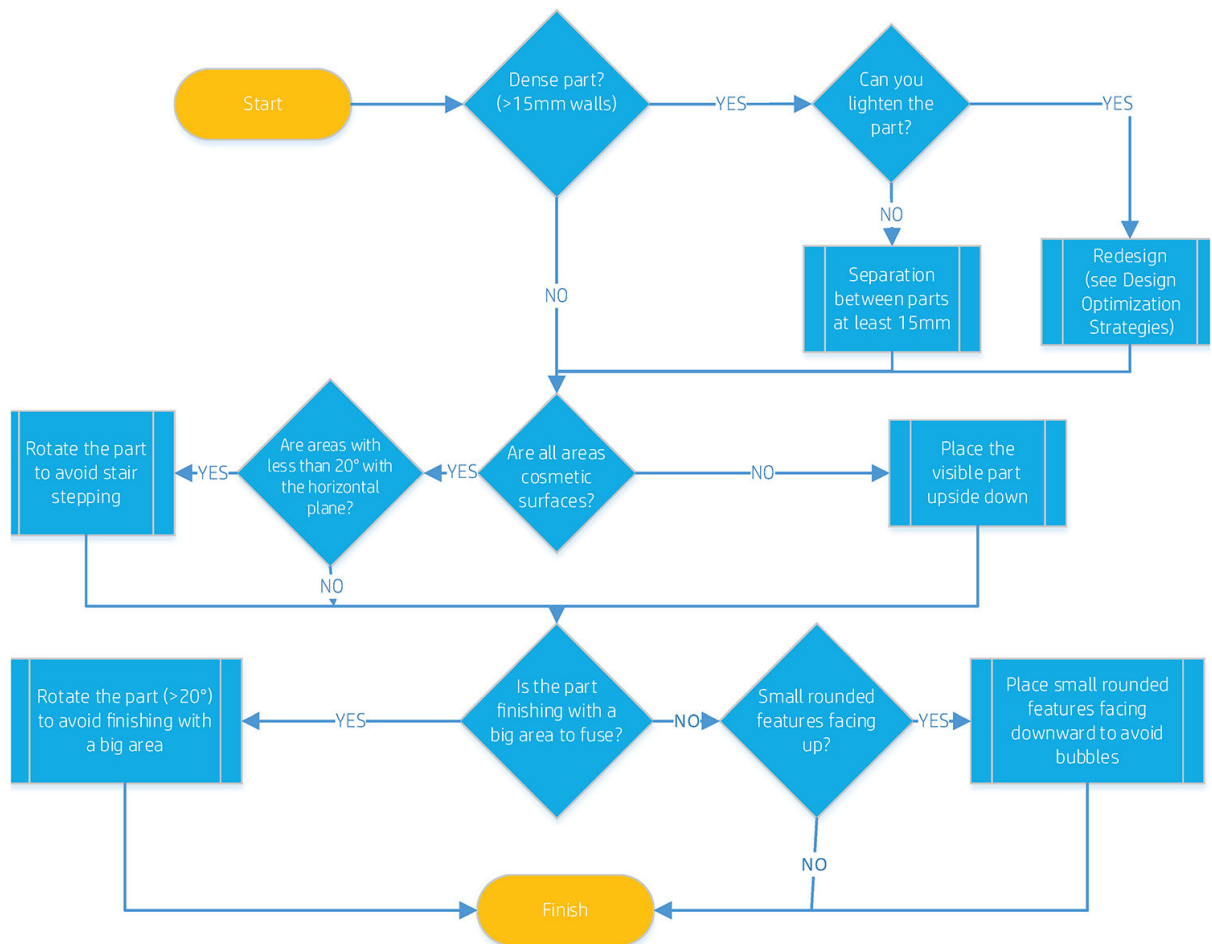 Start
Dense part?
(>15mm walls)
YES
Can you
lighten the
part?
YES
NO
NO
Separation
between parts
at least 15mm
Redesign
(see Design
Optimization
Strategies)
Rotate the part
to avoid stair
stepping
YES
Are areas with
less than 20° with
the horizontal
plane?
YES
Are all areas
cosmetic
surfaces?
NO
Place the
visible part
upside down
NO
Rotate the part (>20°)
to avoid finishing with
a big area
YES
Is the part
finishing with a
big area to fuse?
NO
Small rounded
features facing
up?
YES
Place small rounded
features facing
downward to avoid
bubbles
NO
Finish